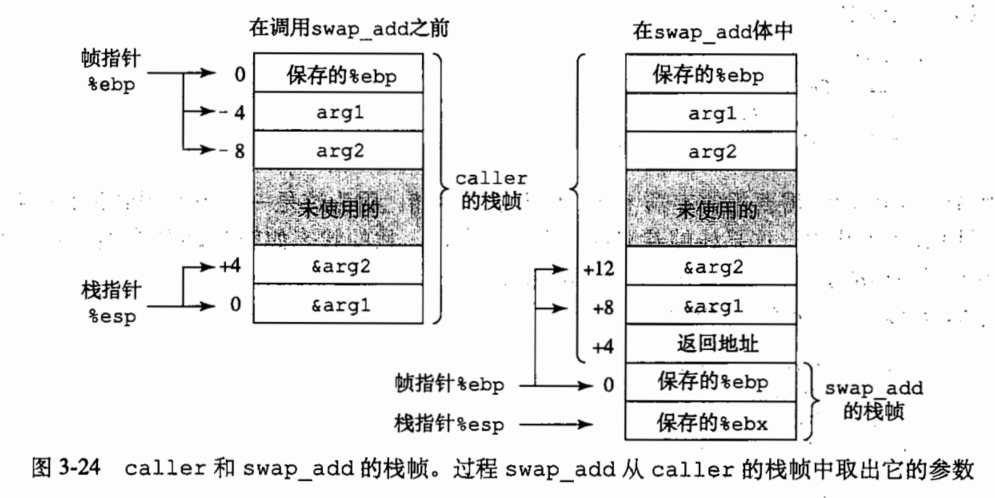 在调用swap_add之前
帧指针
%ebp
0
保存的%ebp
-4
arg1
-8
arg2
未使用的
caller
的栈帧
栈指针
%esp
+4
&arg2
0
&arg1
在swap_add体中
保存的%ebp
arg1
arg2
未使用的
+12
&arg2
+8
&arg1
+4
返回地址
帧指针%ebp
0
保存的%ebp
栈指针%esp
保存的%ebx
swap_add
的栈帧
图 3-24 caller 和 swap_add 的栈帧。过程 swap_add 从 caller 的栈帧中取出它的参数